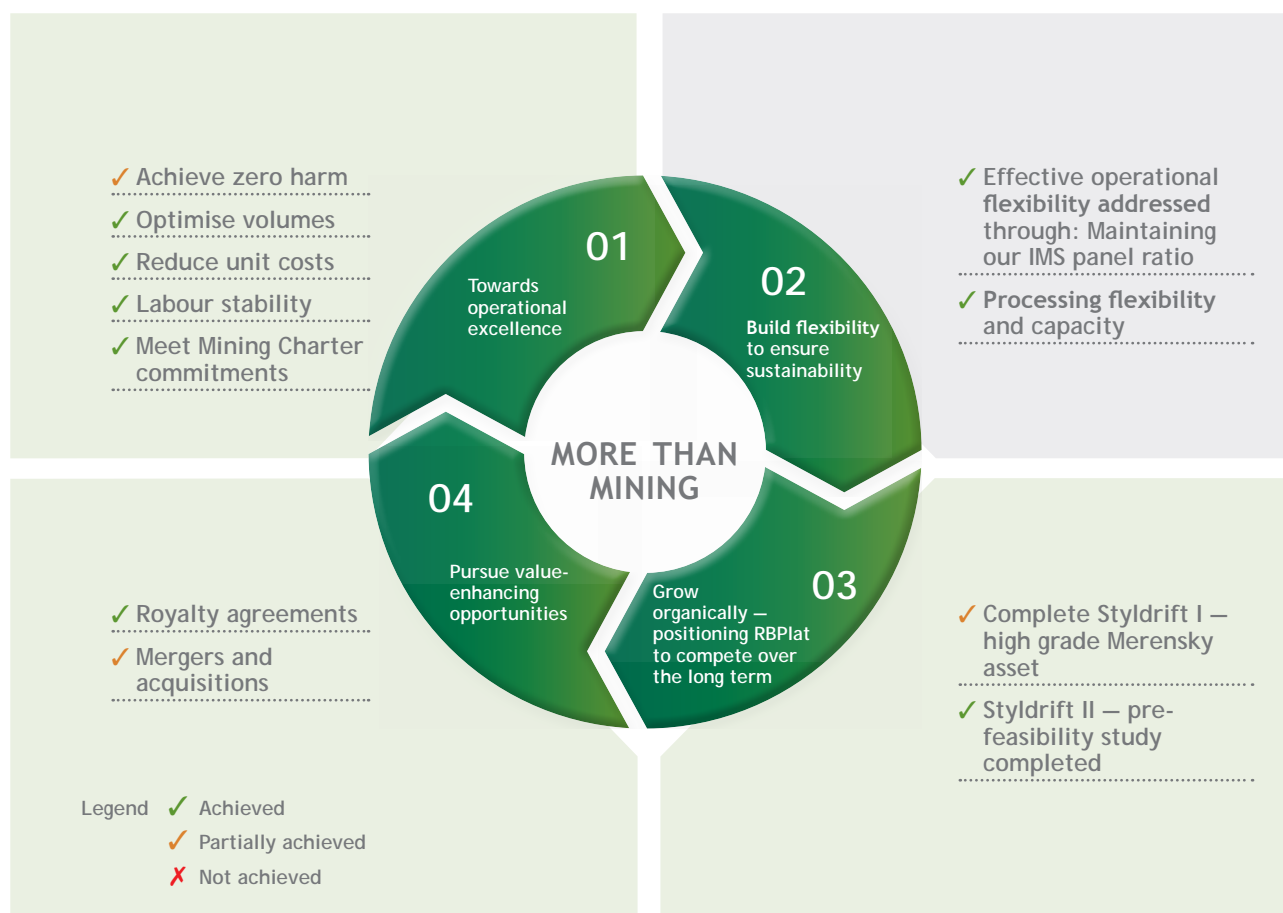 ✓ Achieve zero harm
✓ Optimise volumes
✓ Reduce unit costs
✓ Labour stability
✓ Meet Mining Charter
commitments
01
Towards
operational
excellence
02
Build flexibility
to ensure
sustainability
✓ Effective operational
flexibility addressed
through: Maintaining
our IMS panel ratio
✓ Processing flexibility
and capacity
MORE THAN
MINING
04
Pursue value-
enhancing
opportunities
03
Grow
organically —
positioning RBPlat
to compete over
the long term
✓ Royalty agreements
✓ Mergers and
acquisitions
✓ Complete Styldrift I —
high grade Merensky
asset
✓ Styldrift II — pre-
feasibility study
completed
Legend ✓ Achieved
✓ Partially achieved
✗ Not achieved